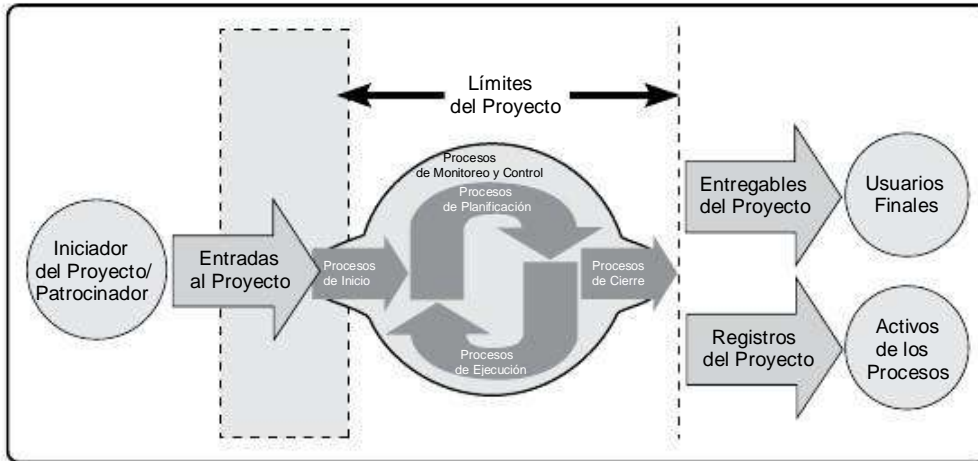 Límites
del Proyecto
Procesos
de Monitoreo y Control
Procesos
de Planificación
Iniciador
del Proyecto/
Patrocinador
Entradas
al Proyecto
Procesos
de Inicio
Procesos
de Cierre
Procesos
de Ejecución
Entregables
del Proyecto
Usuarios
Finales
Registros
del Proyecto
Activos
de los
Procesos